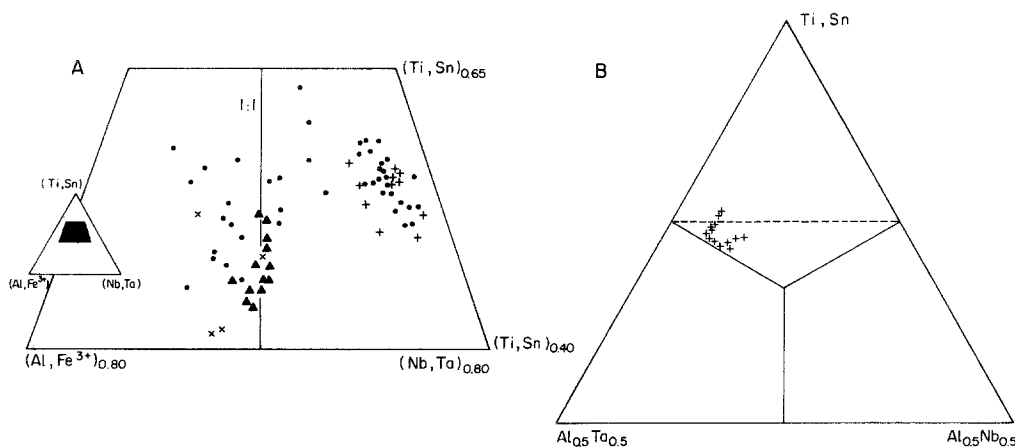 A
(Ti, Sn)0.65
1:1
(Ti, Sn)
(Al, Fe3+)
(Nb, Ta)
(Ti, Sn)0.40
(Al, Fe3+)0.80
(Nb, Ta)0.80
B
Ti, Sn
Al0.5Ta0.5
Al0.5Nb0.5